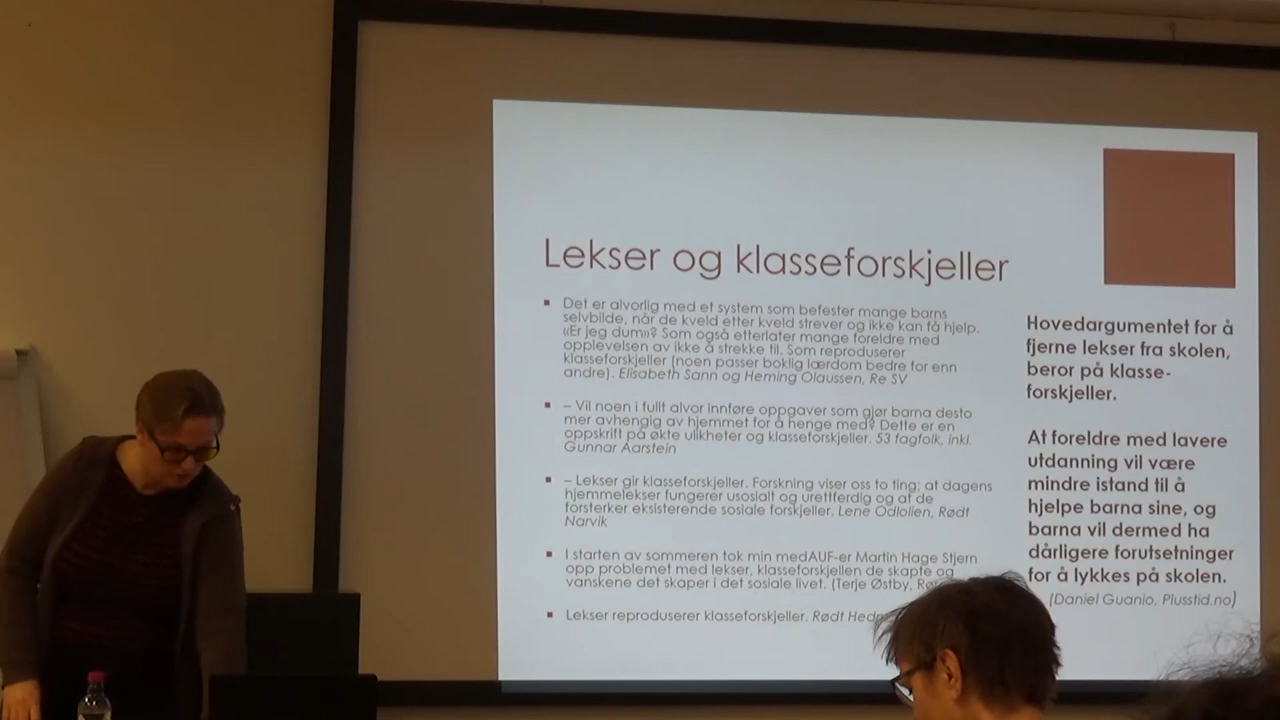 Lekser og klasseforskjeller
Det er alvorlig med et system som befester mange barns
selvbilde, når de kveld etter kveld strever og ikke kan få hjelp.
«Er jeg dum»? Som også etterlater mange foreldre med
opplevelsen av ikke å strekke til. Som reproduserer
klasseforskjeller (noen passer boklig lærdom bedre for enn
andre). Elisabeth Sann og Heming Olaussen, Re SV
– Vil noen i fullt alvor innføre oppgaver som gjør barna desto
mer avhengig av hjemmet for å henge med? Dette er en
oppskrift på økte ulikheter og klasseforskjeller. 53 fagfolk, inkl.
Gunnar Aarstein
– Lekser gir klasseforskjeller. Forskning viser oss to ting; at dagens
hjemmelekser fungerer usosialt og urettferdig og at de
forsterker eksisterende sosiale forskjeller. Lene Odlolien, Rødt
Narvik
I starten av sommeren tok min medAUF-er Martin Hage Stjern
opp problemet med lekser, klasseforskjellen de skapte og
vanskene det skaper i det sosiale livet. (Terje Østby,
Lekser reproduserer klasseforskjeller. Rødt
Hovedargumentet for å
fjerne lekser fra skolen,
beror på klasse-
forskjeller.
At foreldre med lavere
utdanning vil være
mindre istand til å
hjelpe barna sine, og
barna vil dermed ha
dårligere forutsetninger
for å lykkes på skolen.
(Daniel Guanio, Plusstid.no)